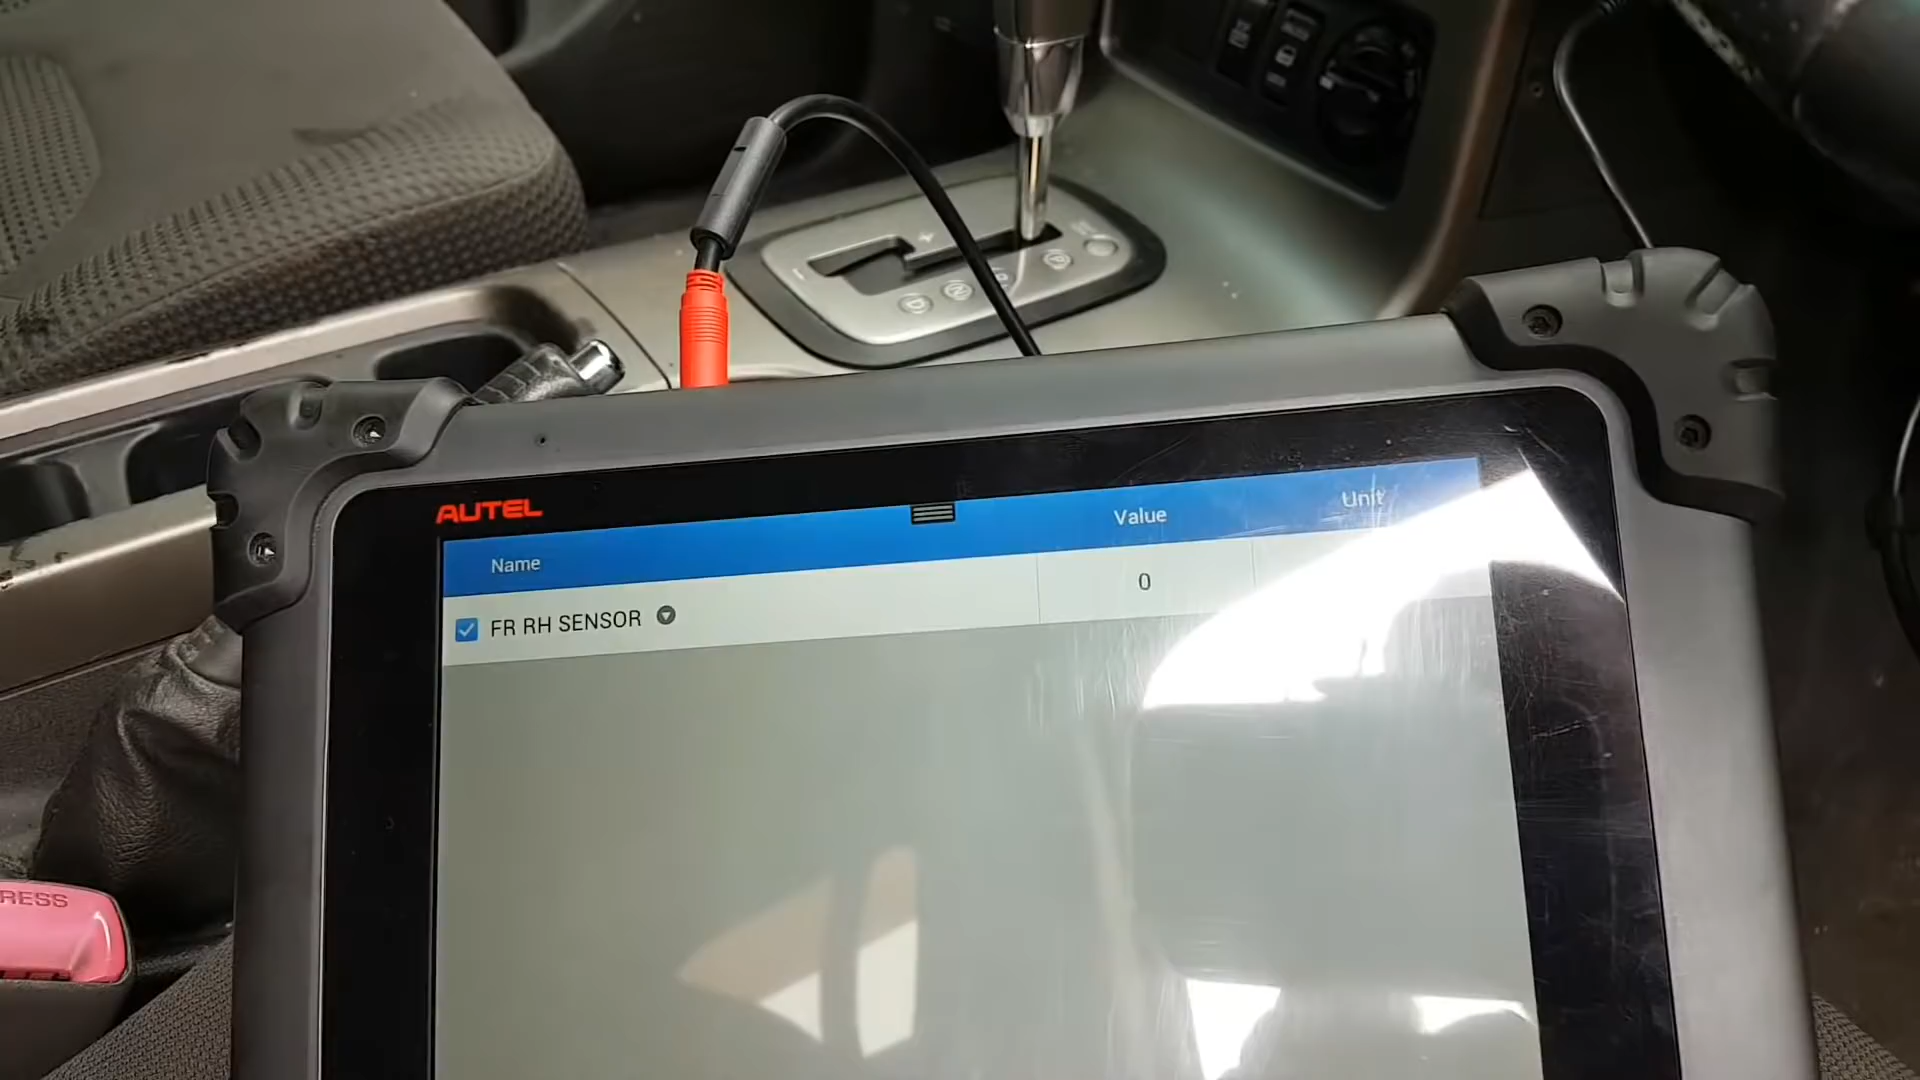 AUTEL
Name
Value
Unit
FR RH SENSOR
0
D
N
P
RESS